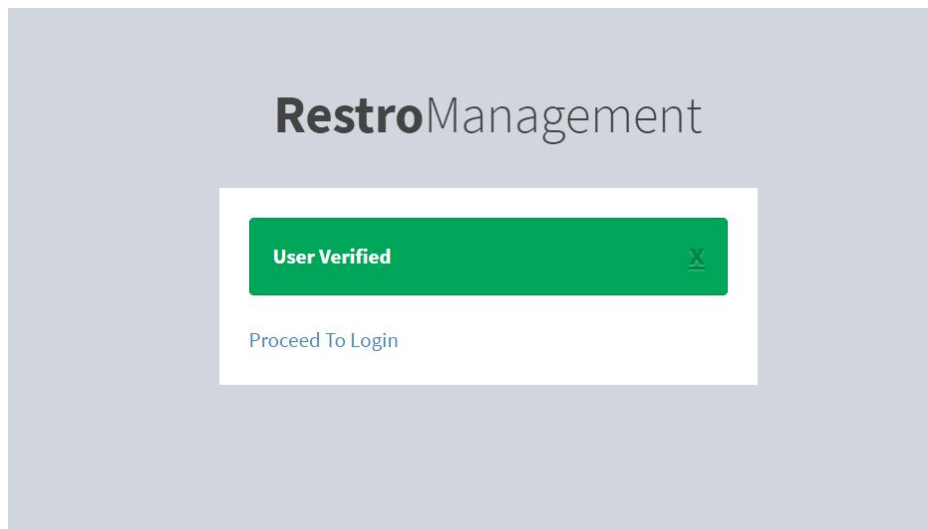 RestroManagement
User Verified X
Proceed To Login